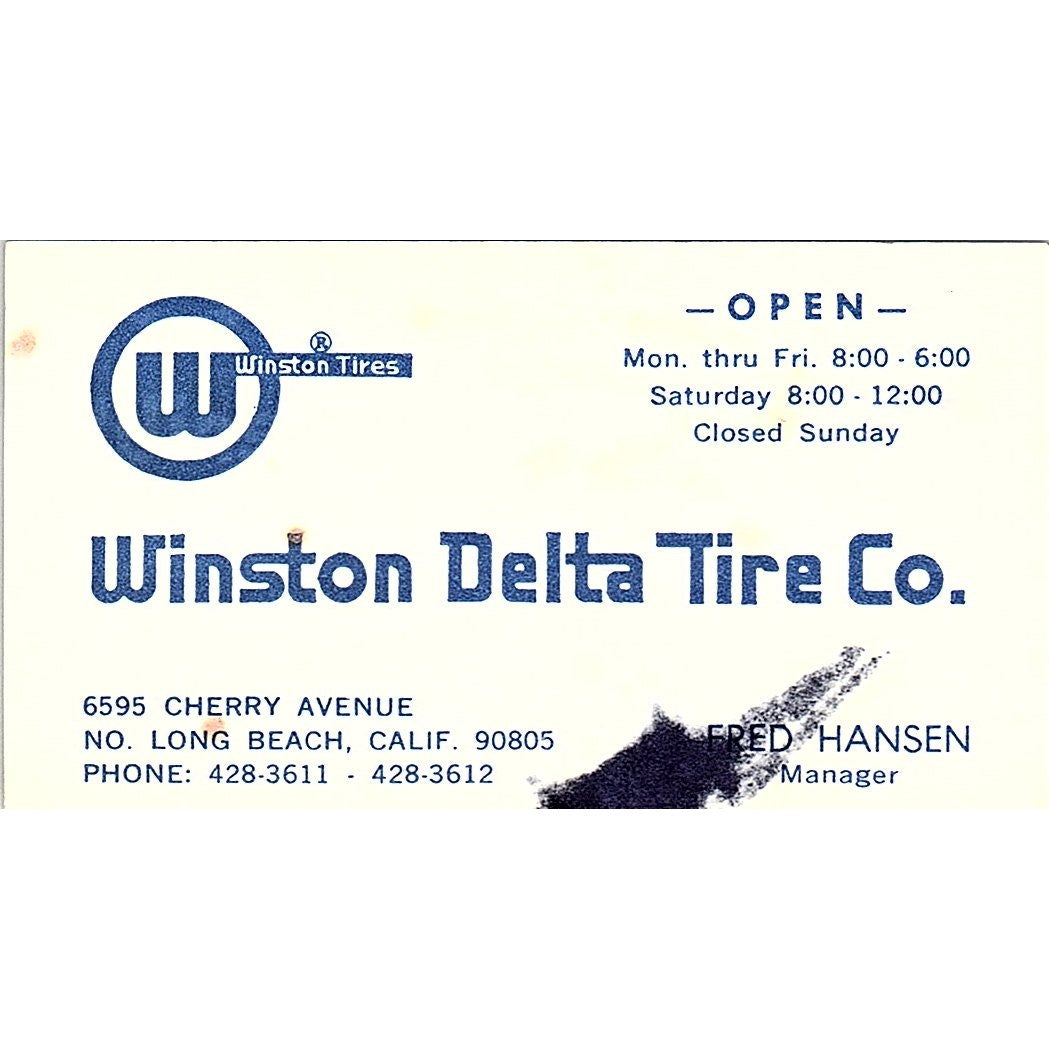 W
Winston Tires ®
— OPEN —
Mon. thru Fri. 8:00 - 6:00
Saturday 8:00 - 12:00
Closed Sunday
Winston Delta Tire Co.
6595 CHERRY AVENUE
NO. LONG BEACH, CALIF. 90805
PHONE: 428-3611 - 428-3612
FRED HANSEN
Manager